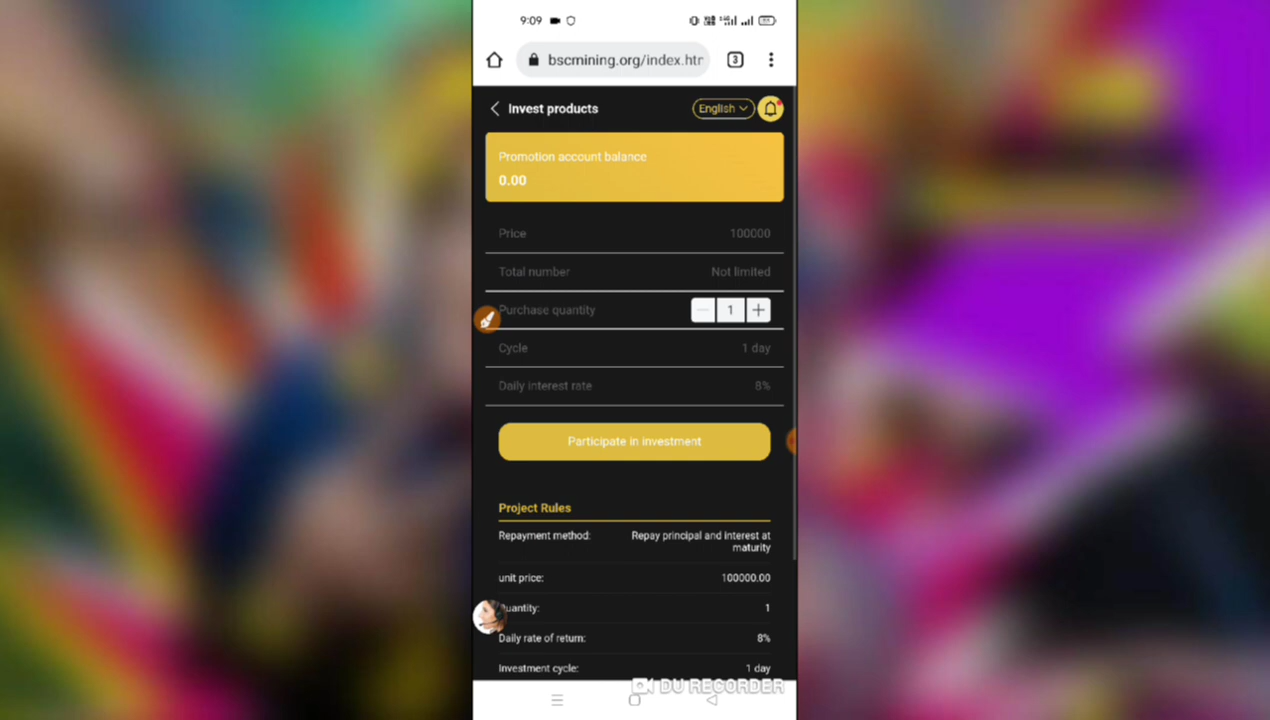 9:09
bscmining.org/index.htr
Invest products
English
Promotion account balance
0.00
Price 100000
Total number Not limited
Purchase quantity 1
Cycle 1 day
Daily interest rate 8%
Participate in investment
Project Rules
Repayment method: Repay principal and interest at
maturity
unit price: 100000.00
uantity: 1
Daily rate of return: 8%
Investment cycle: 1 day
DU RECORDER
3